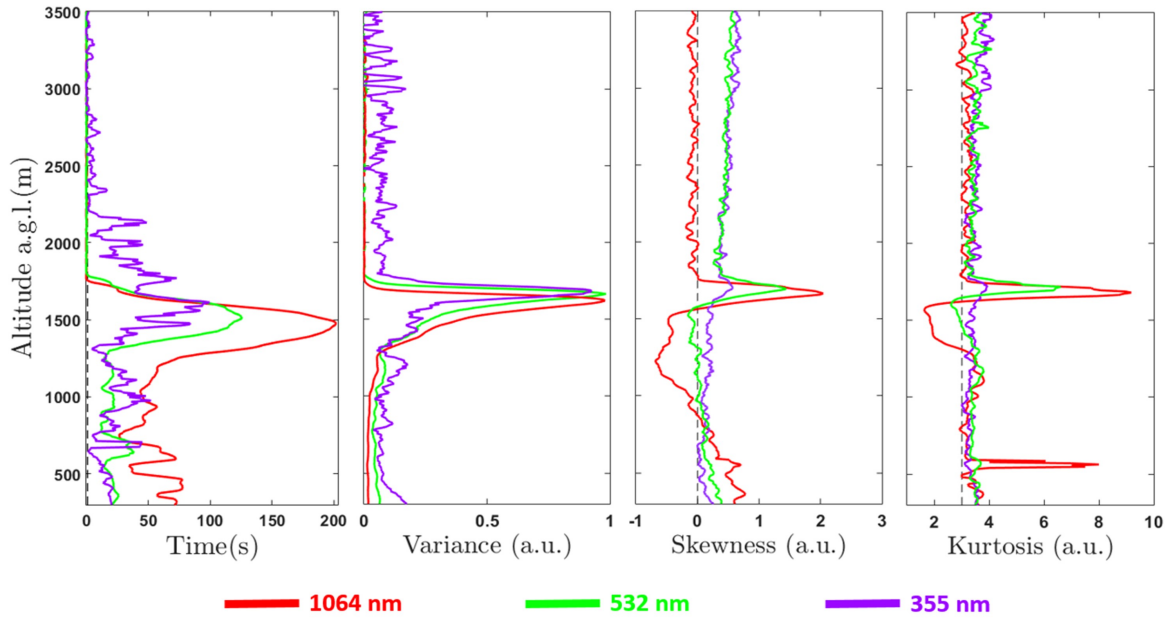 Altitude a.g.l.(m)
3500
3000
2500
2000
1500
1000
500
0 50 100 150 200
Time(s)
0 0.5 1
Variance (a.u.)
-1 0 1 2 3
Skewness (a.u.)
2 4 6 8 10
Kurtosis (a.u.)
1064 nm 532 nm 355 nm